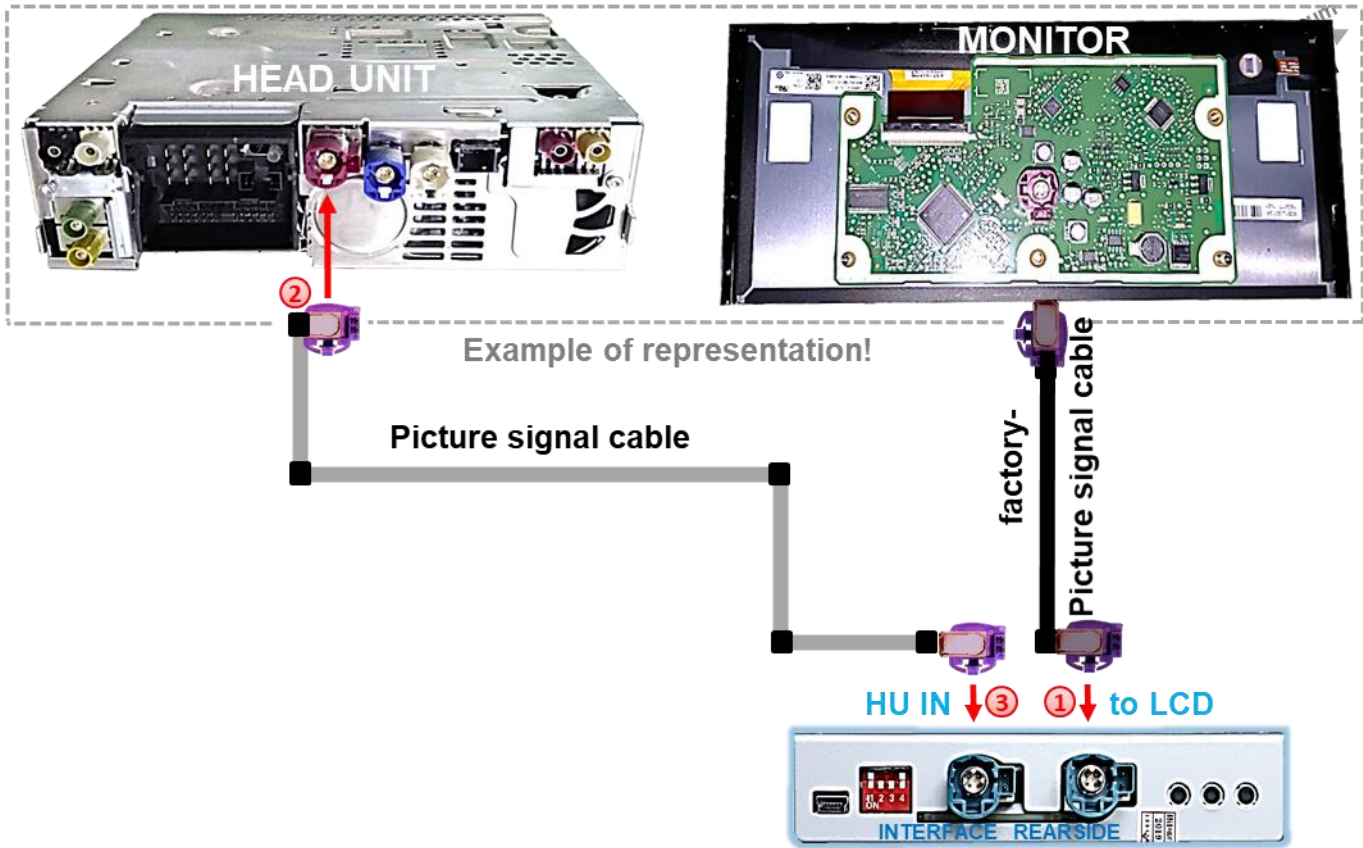 HEAD UNIT
MONITOR
2
Example of representation!
Picture signal cable
factory-
Picture signal cable
HU IN
3
1
to LCD
1 2 3 4
ON
INTERFACE REARSIDE
2019